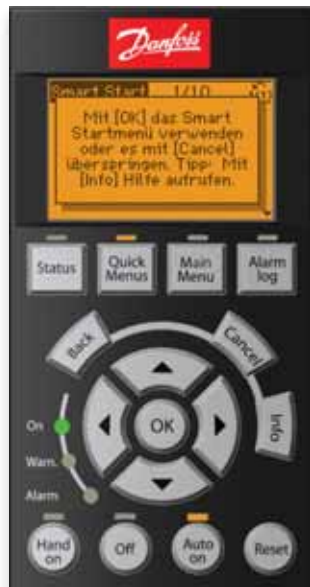 Danfoss
Smart Start 1/10
Mit [OK] das Smart
Startmenü verwenden
oder es mit [Cancel]
überspringen. Tipp: Mit
[Info] Hilfe aufrufen.
Status
Quick
Menus
Main
Menu
Alarm
log
Back
Cancel
Info
OK
On
Warn.
Alarm
Hand
on
Off
Auto
on
Reset